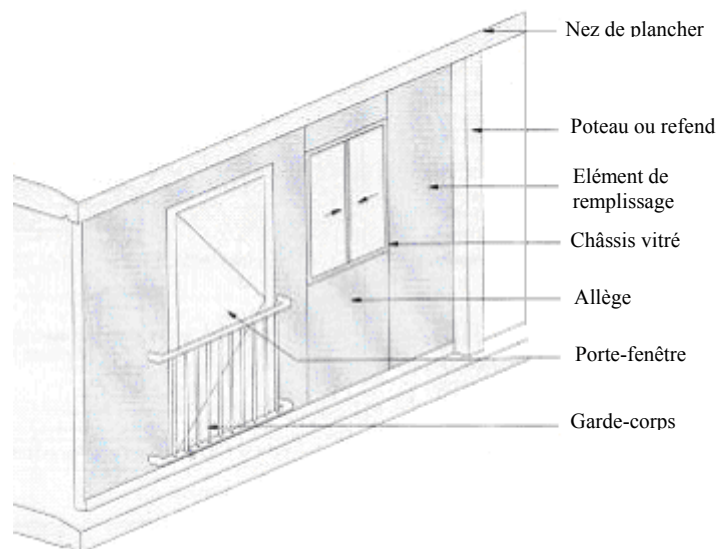 Nez de plancher
Poteau ou refend
Elément de
remplissage
Châssis vitré
Allège
Porte-fenêtre
Garde-corps